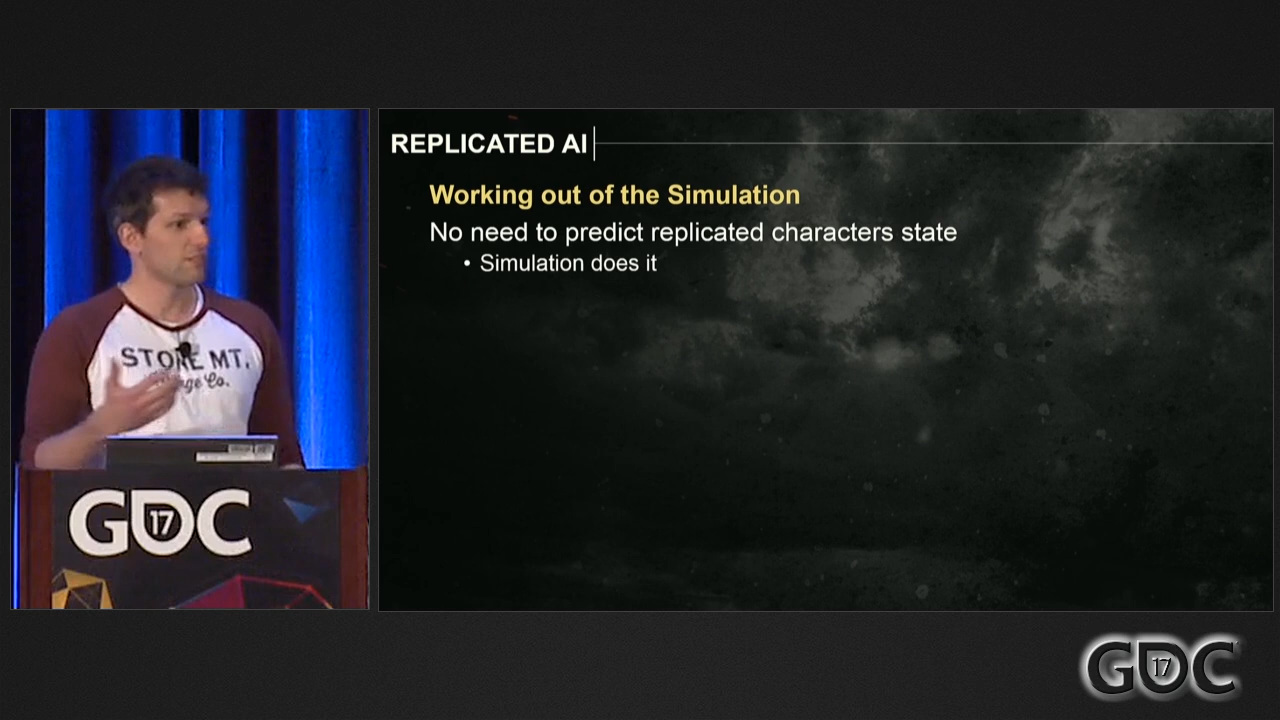 REPLICATED AI
Working out of the Simulation
No need to predict replicated characters state
• Simulation does it
STONE MT.
Co.
GDC
17
GDC
17